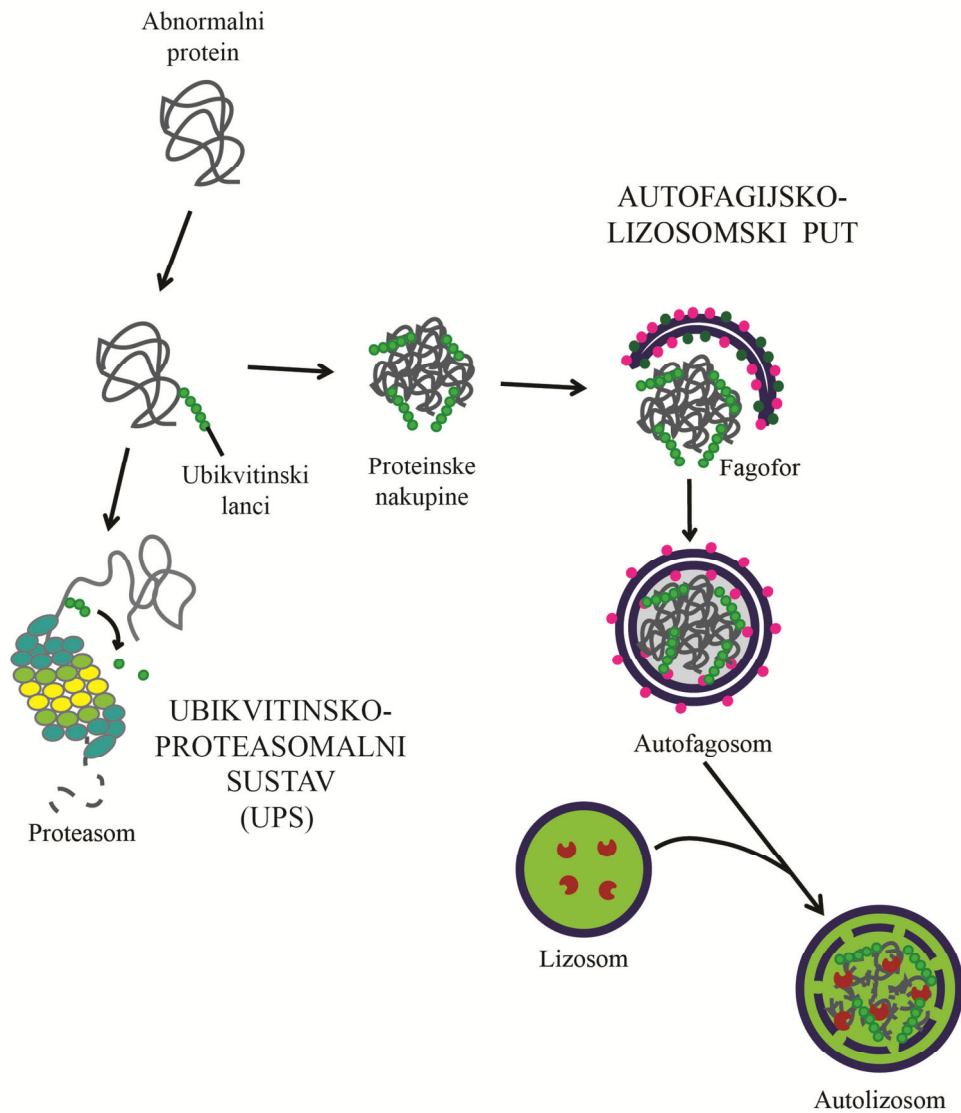 Abnormalni
protein
AUTOFAGIJSKO-
LIZOSOMSKI PUT
Ubikvitinski
lanci
Proteinske
nakupine
Fagofor
UBIKVITINSKO-
PROTEASOMALNI
SUSTAV
(UPS)
Proteasom
Autofagosom
Lizosom
Autolizosom